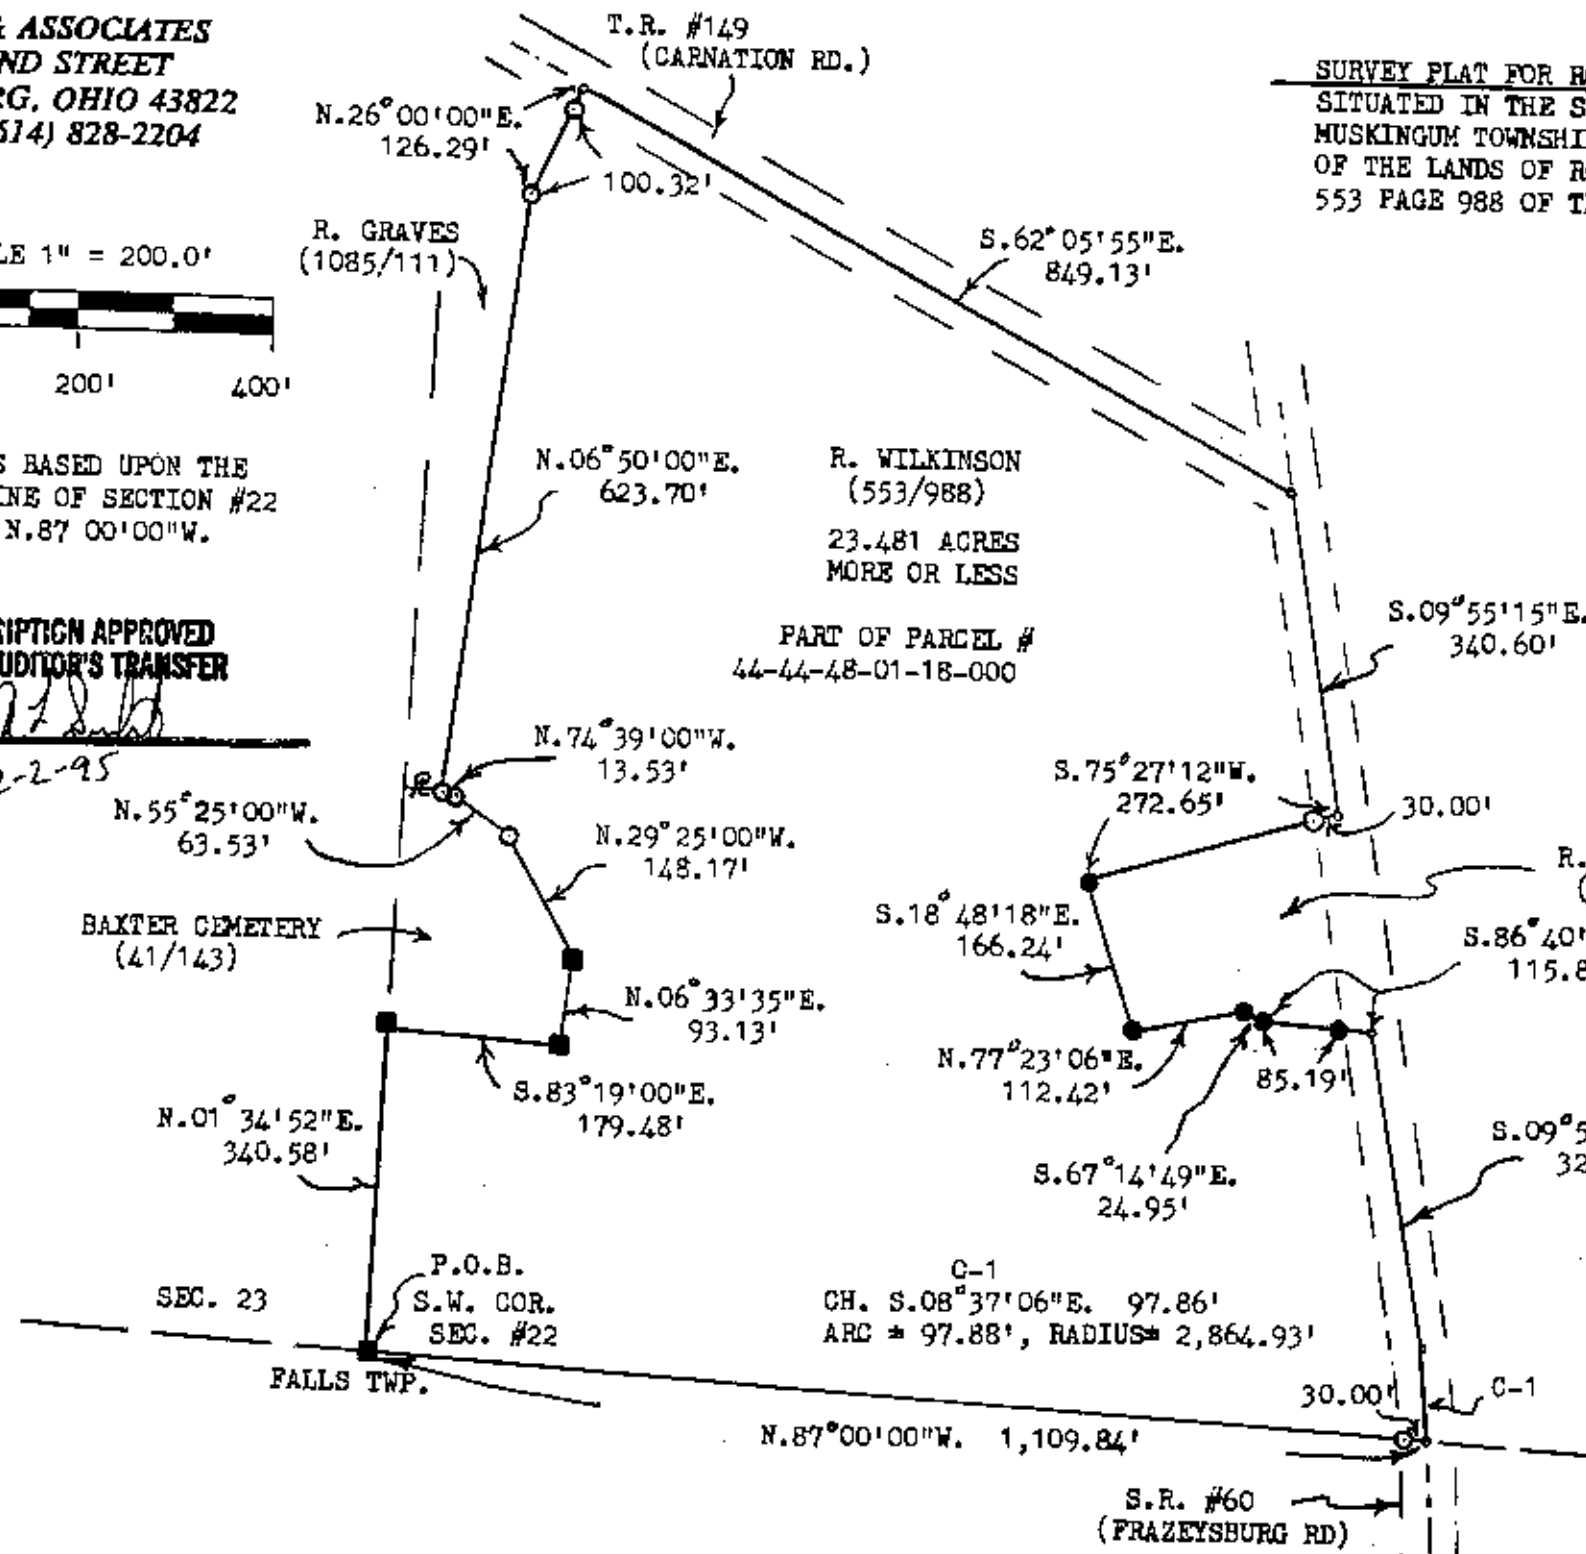 & ASSOCIATES
ND STREET
RG, OHIO 43822
614) 828-2204
LE 1" = 200.0'
200' 400'
S BASED UPON THE
INE OF SECTION #22
N.87 00'00"W.
RIPTION APPROVED
UDITOR'S TRANSFER
-2-95
T.R. #149
(CARNATION RD.)
SURVEY PLAT FOR R
SITUATED IN THE S
MUSKINGUM TOWNSHI
OF THE LANDS OF R
553 PAGE 988 OF T
N.26°00'00"E.
126.29'
100.32'
R. GRAVES
(1085/111)
S.62°05'55"E.
849.13'
N.06°50'00"E.
623.70'
R. WILKINSON
(553/988)
23.481 ACRES
MORE OR LESS
PART OF PARCEL #
44-44-48-01-18-000
S.09°55'15"E.
340.60'
N.74°39'00"W.
13.53'
N.55°25'00"W.
63.53'
N.29°25'00"W.
148.17'
S.75°27'12"W.
272.65'
30.00'
R.
(
BAXTER CEMETERY
(41/143)
S.18°48'18"E.
166.24'
S.86°40'
115.8
N.06°33'35"E.
93.13'
S.83°19'00"E.
179.48'
N.77°23'06"E.
112.42'
85.19'
N.01°34'52"E.
340.58'
S.67°14'49"E.
24.95'
S.09°5
32
P.O.B.
S.W. COR.
SEC. #22
SEC. 23
FALLS TWP.
C-1
CH. S.08°37'06"E. 97.86'
ARC = 97.88', RADIUS= 2,864.93'
30.00'
C-1
N.87°00'00"W. 1,109.84'
S.R. #60
(FRAZEYSBURG RD)